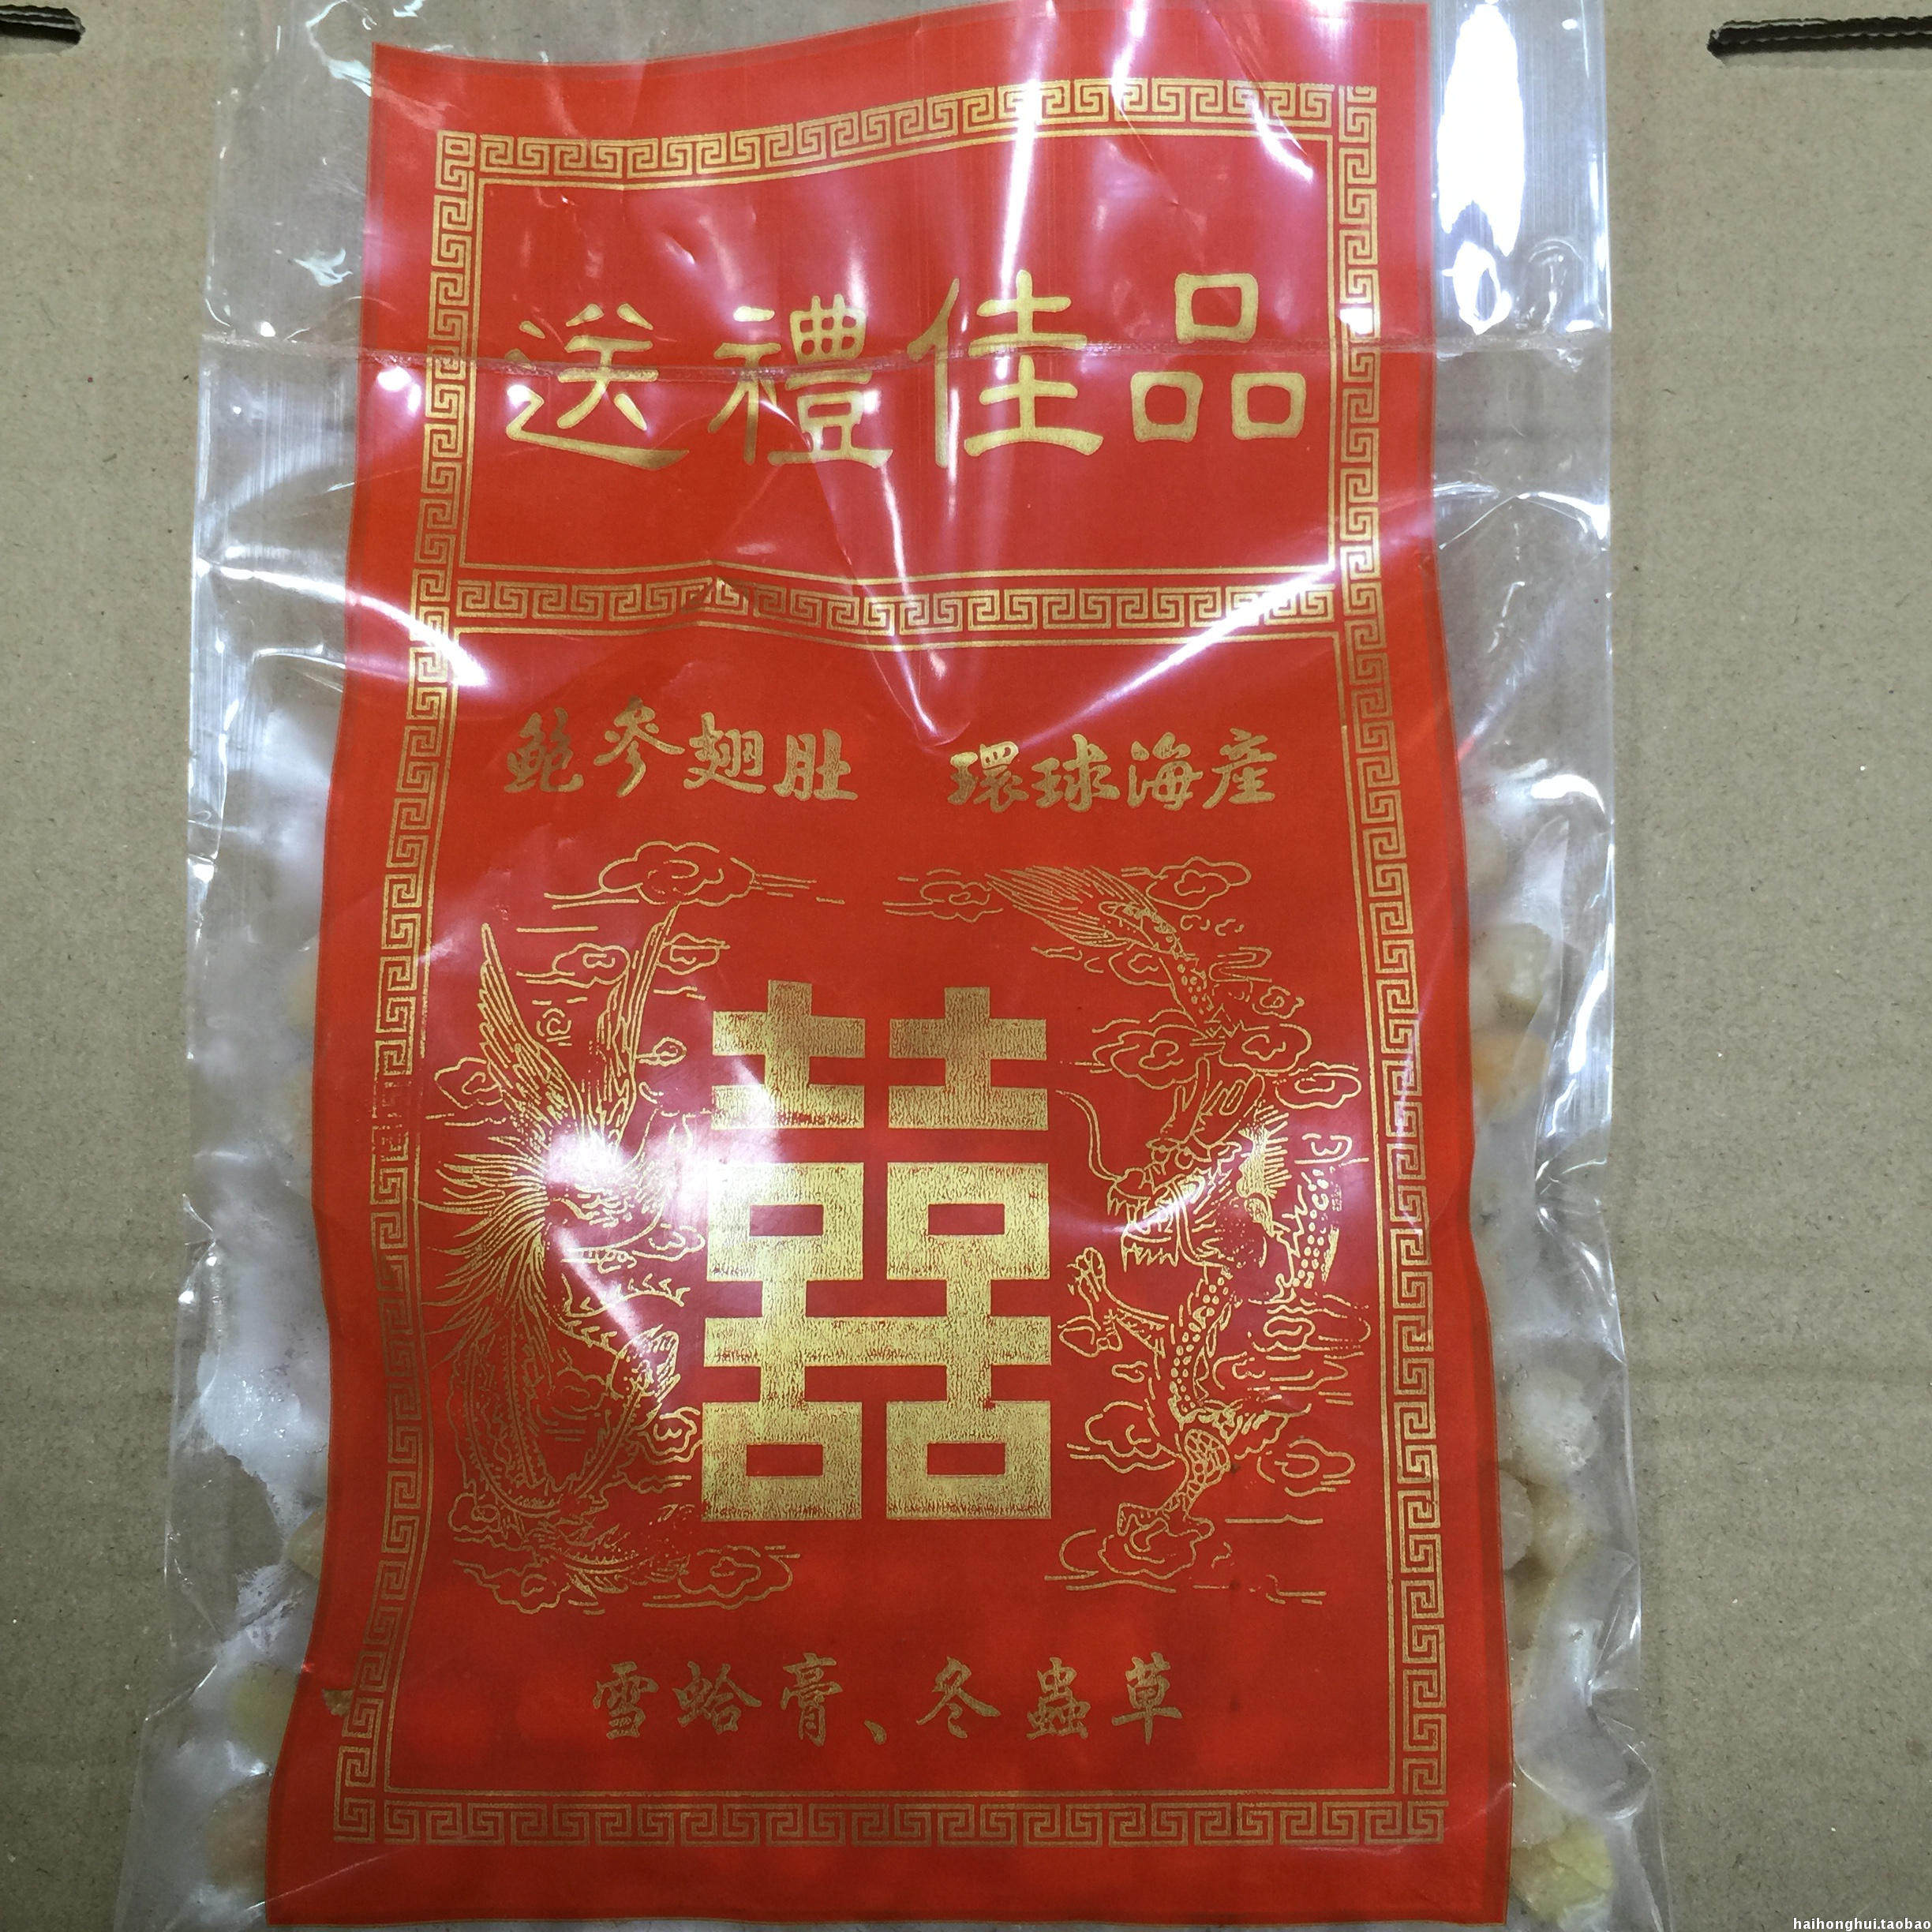 送禮佳品
鮑參翅肚 環球海產
囍
雪蛤膏、冬蟲草
haihonghui.taobao